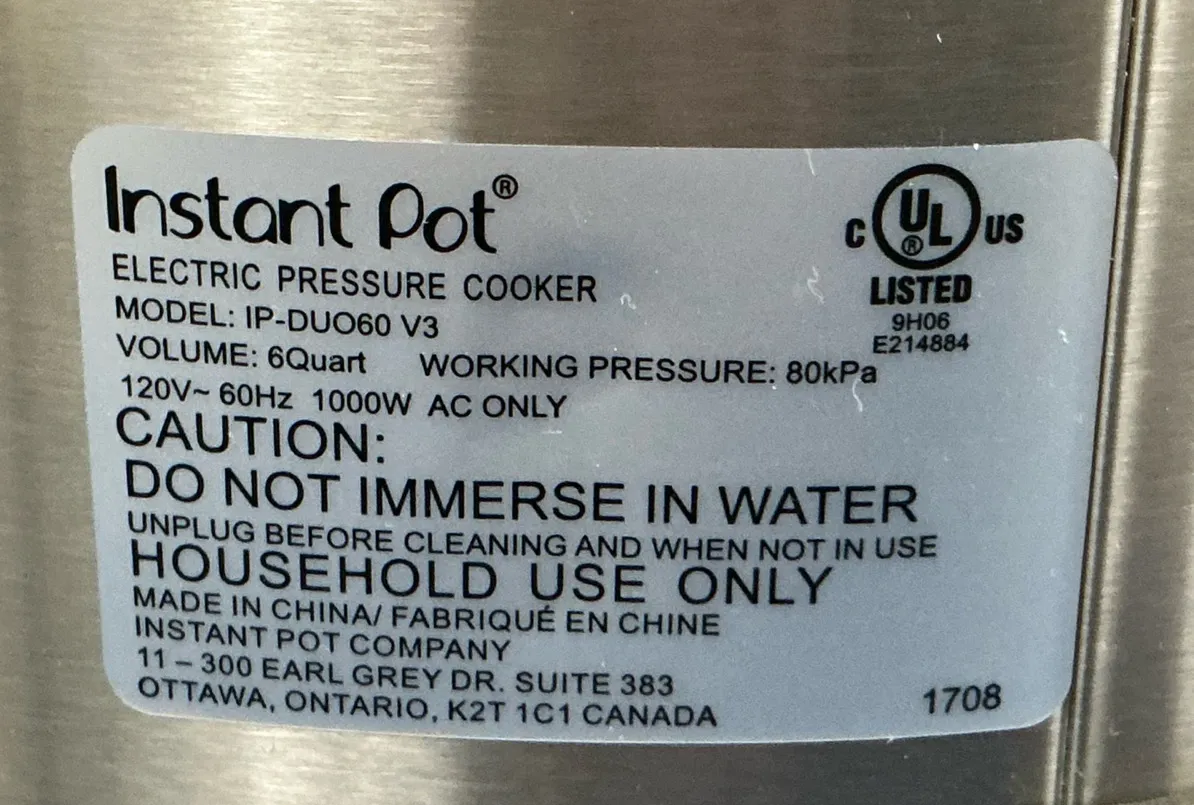 Instant Pot®
ELECTRIC PRESSURE COOKER
MODEL: IP-DUO60 V3
VOLUME: 6Quart WORKING PRESSURE: 80kPa
120V~ 60Hz 1000W AC ONLY
C UL® US
LISTED
9H06
E214884
CAUTION:
DO NOT IMMERSE IN WATER
UNPLUG BEFORE CLEANING AND WHEN NOT IN USE
HOUSEHOLD USE ONLY
MADE IN CHINA/ FABRIQUÉ EN CHINE
INSTANT POT COMPANY
11 – 300 EARL GREY DR. SUITE 383
OTTAWA, ONTARIO, K2T 1C1 CANADA
1708